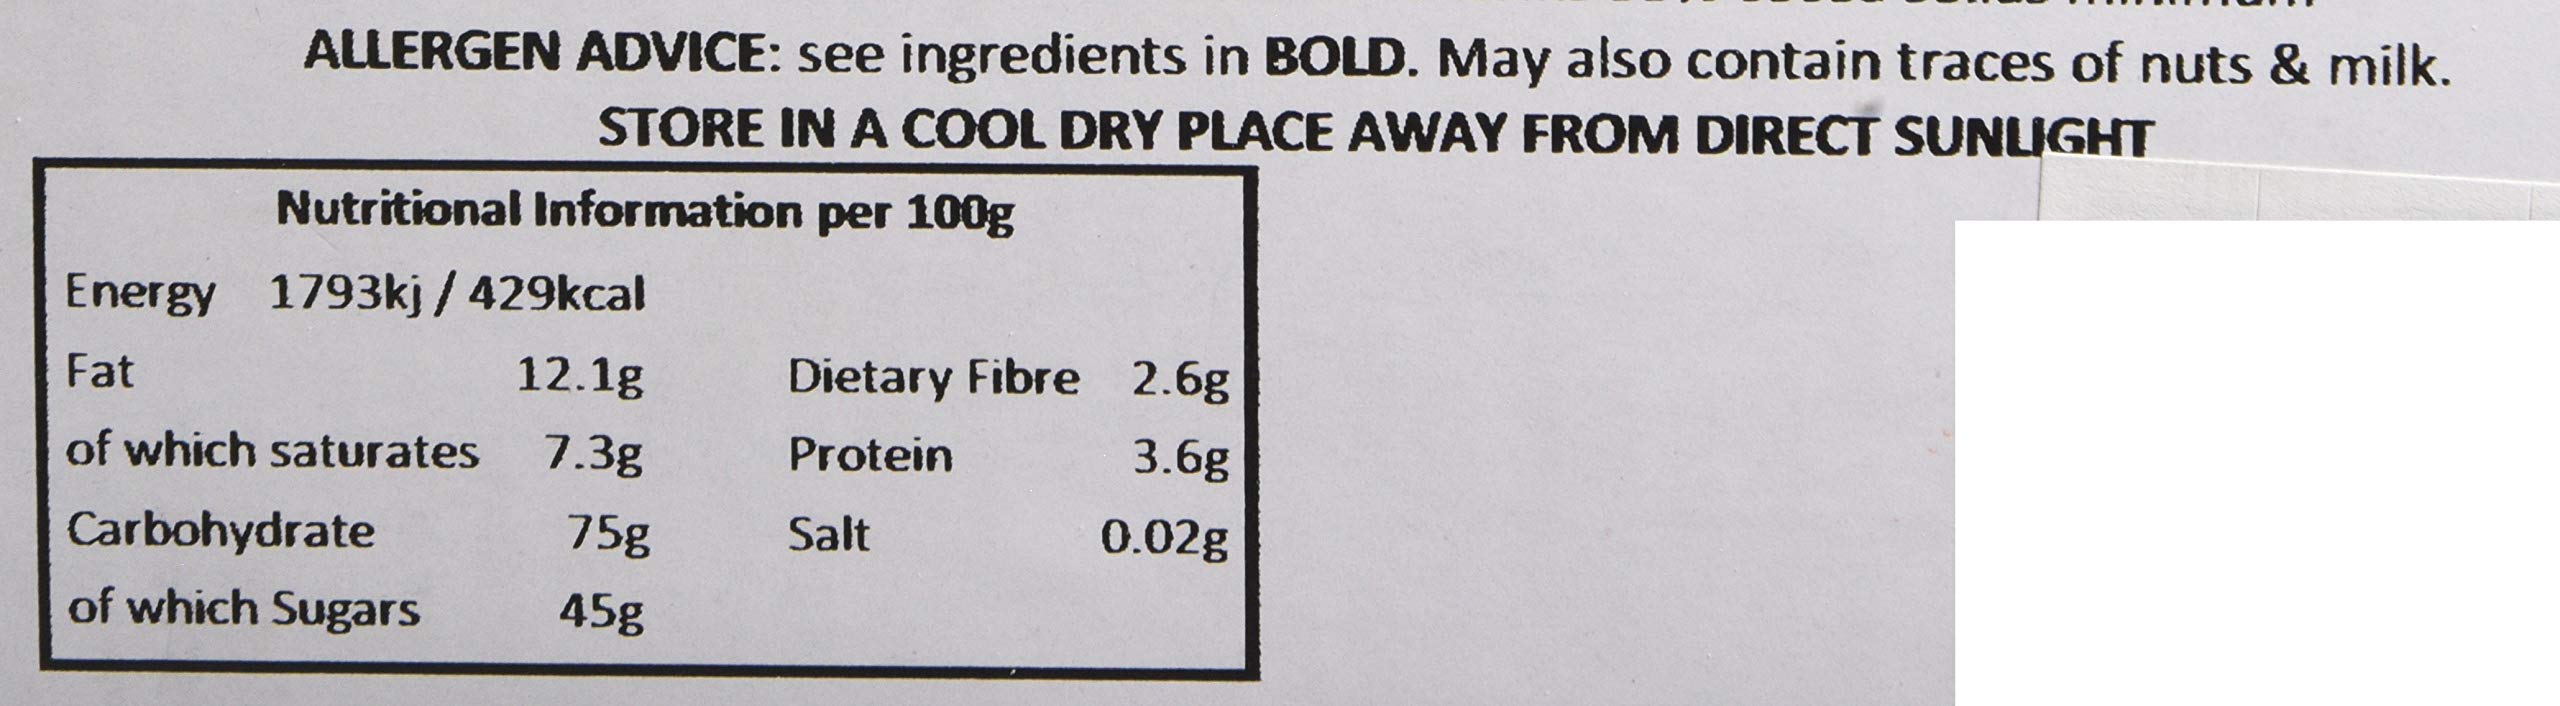 ALLERGEN ADVICE: see ingredients in BOLD. May also contain traces of nuts & milk.
STORE IN A COOL DRY PLACE AWAY FROM DIRECT SUNLIGHT
Nutritional Information per 100g
Energy 1793kj / 429kcal
Fat 12.1g Dietary Fibre 2.6g
of which saturates 7.3g Protein 3.6g
Carbohydrate 75g Salt 0.02g
of which Sugars 45g